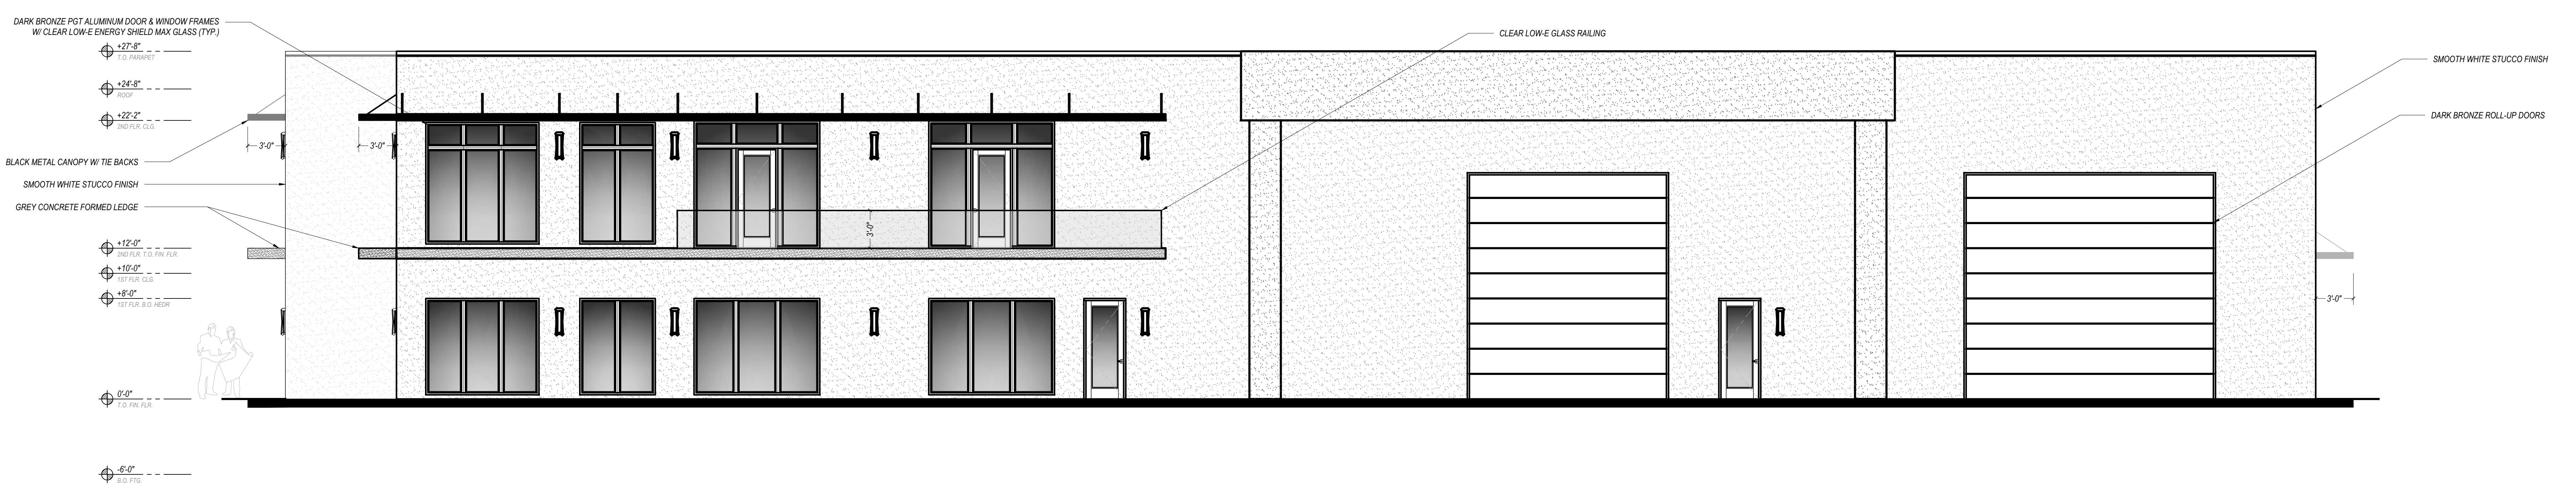 DARK BRONZE PGT ALUMINUM DOOR & WINDOW FRAMES
W/ CLEAR LOW-E ENERGY SHIELD MAX GLASS (TYP.)
+27'-8"
T.O. PARAPET
+24'-8"
ROOF
+22'-2"
2ND FLR. CLG.
3'-0"
3'-0"
BLACK METAL CANOPY W/ TIE BACKS
SMOOTH WHITE STUCCO FINISH
GREY CONCRETE FORMED LEDGE
+12'-0"
2ND FLR. T.O. FIN. FLR.
+10'-0"
1ST FLR. CLG.
+8'-0"
1ST FLR. B.O. HEDR
0'-0"
T.O. FIN. FLR.
-6'-0"
B.O. FTG.
3'-0"
CLEAR LOW-E GLASS RAILING
SMOOTH WHITE STUCCO FINISH
DARK BRONZE ROLL-UP DOORS
3'-0"